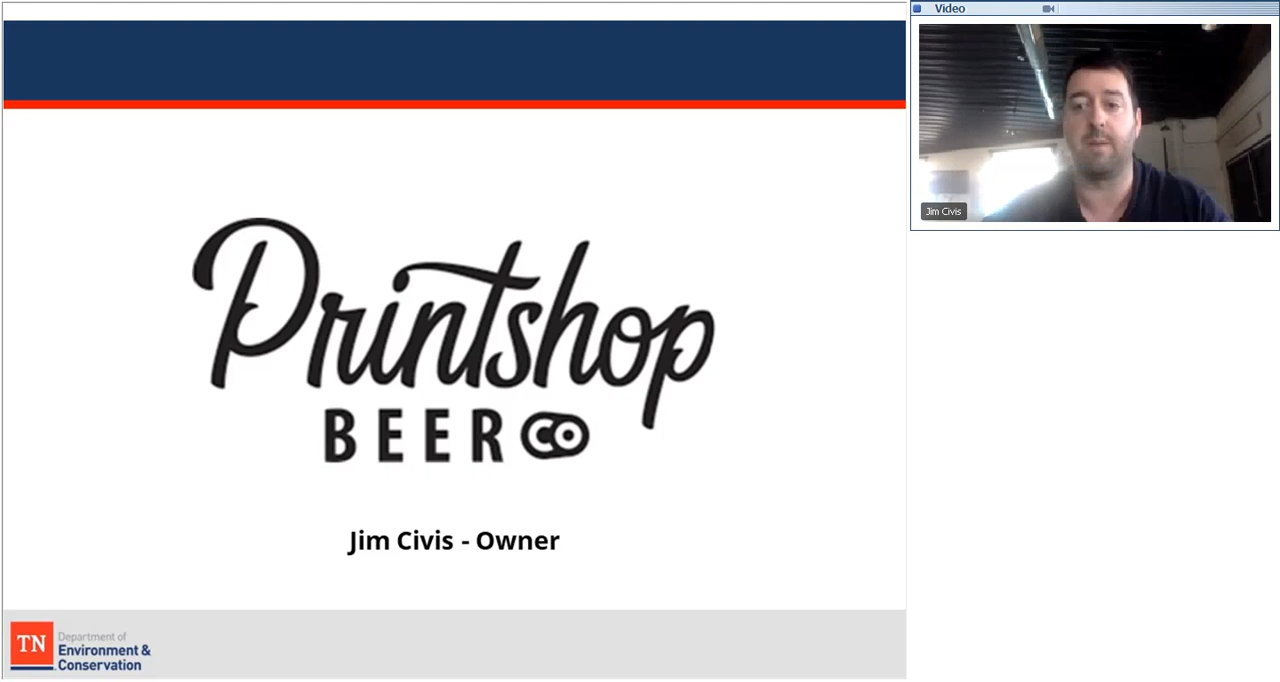 Printshop
BEER CO
Jim Civis - Owner
TN
Department of
Environment &
Conservation
Video
Jim Civis